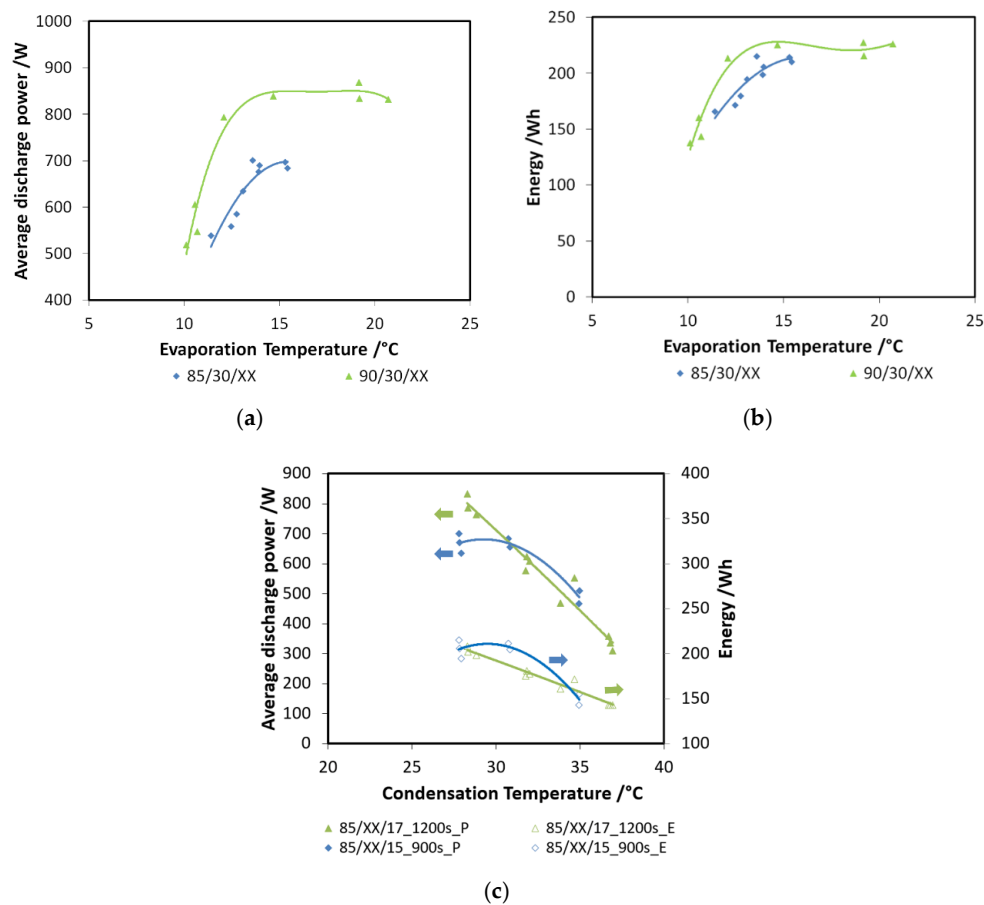 1000
900
800
700
600
500
400
5
10
15
20
25
Average discharge power /W
Evaporation Temperature /°C
85/30/XX
90/30/XX
(a)
250
200
150
100
50
0
5
10
15
20
25
Energy /Wh
Evaporation Temperature /°C
85/30/XX
90/30/XX
(b)
900
800
700
600
500
400
300
200
100
0
400
350
300
250
200
150
100
20
25
30
35
40
Average discharge power /W
Energy /Wh
Condensation Temperature /°C
85/XX/17_1200s_P
85/XX/17_1200s_E
85/XX/15_900s_P
85/XX/15_900s_E
(c)